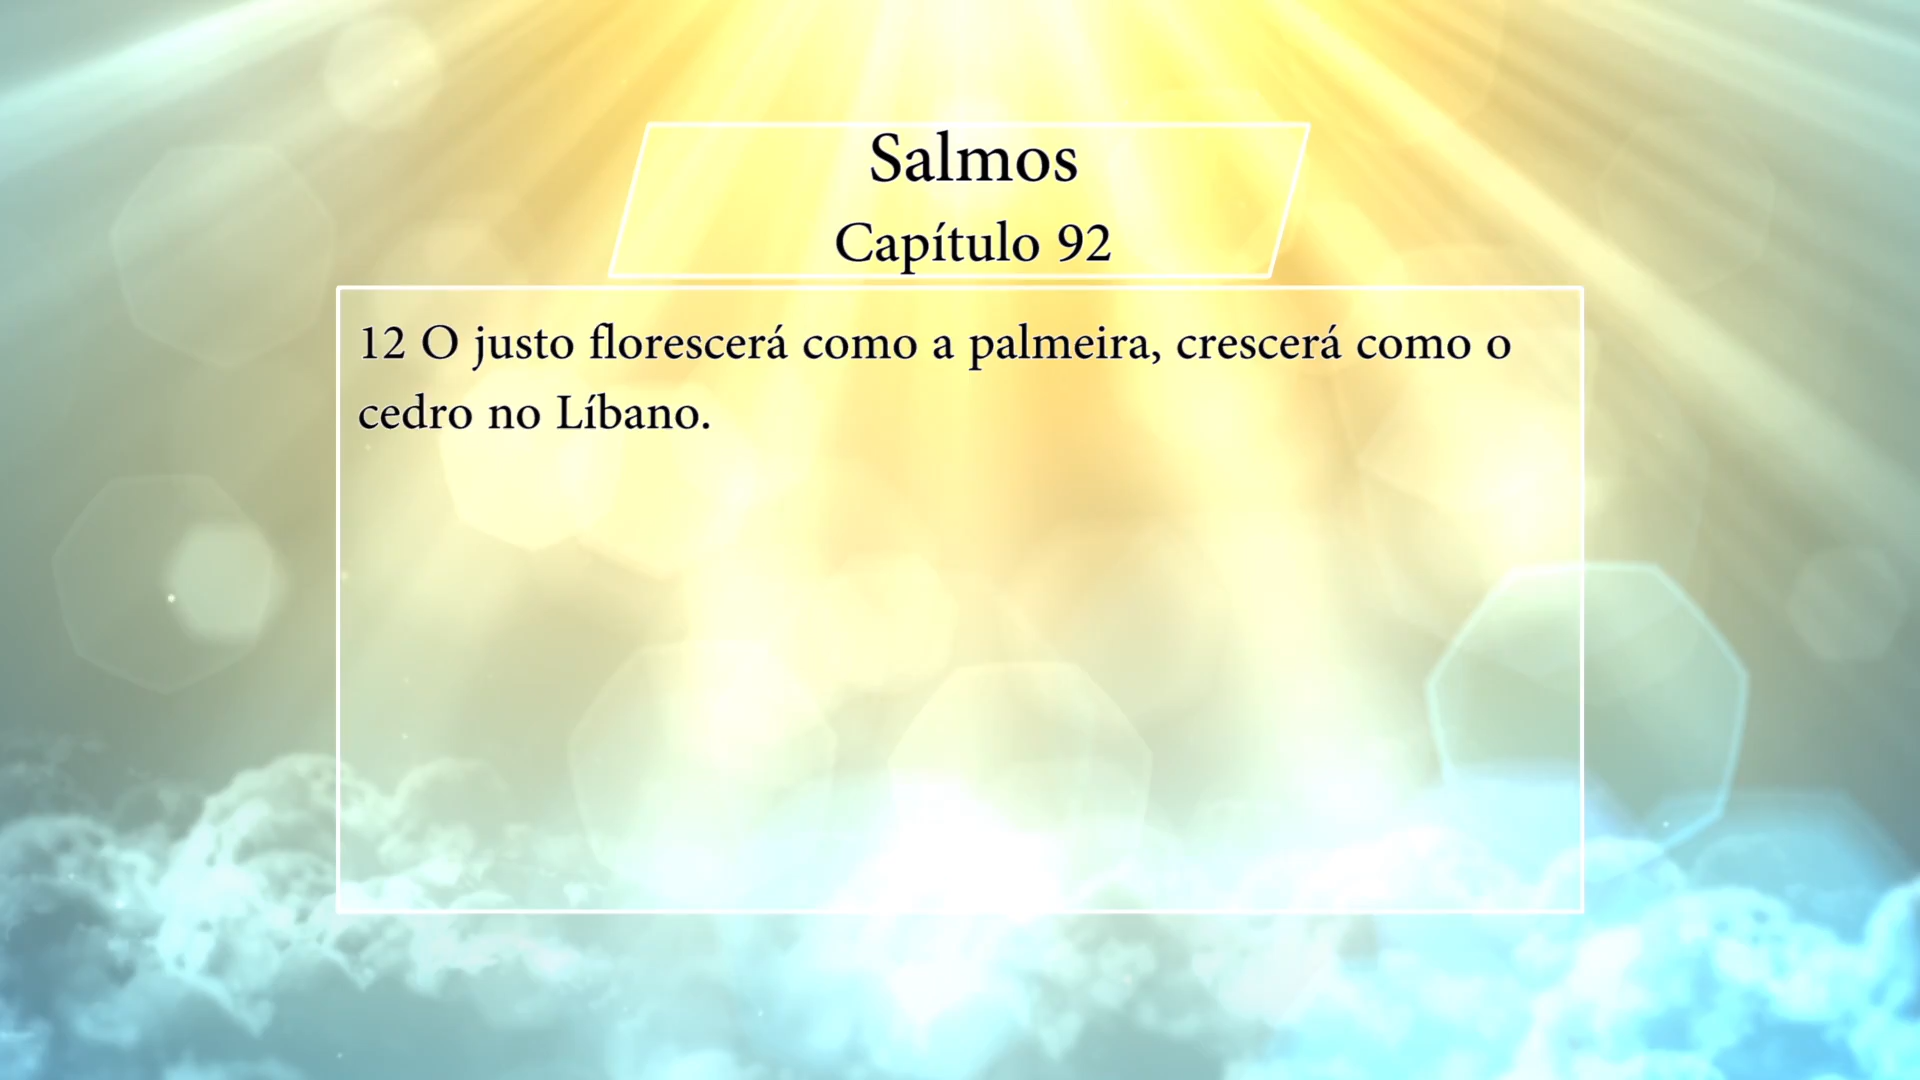 Salmos
Capítulo 92
12 O justo florescerá como a palmeira, crescerá como o
cedro no Líbano.